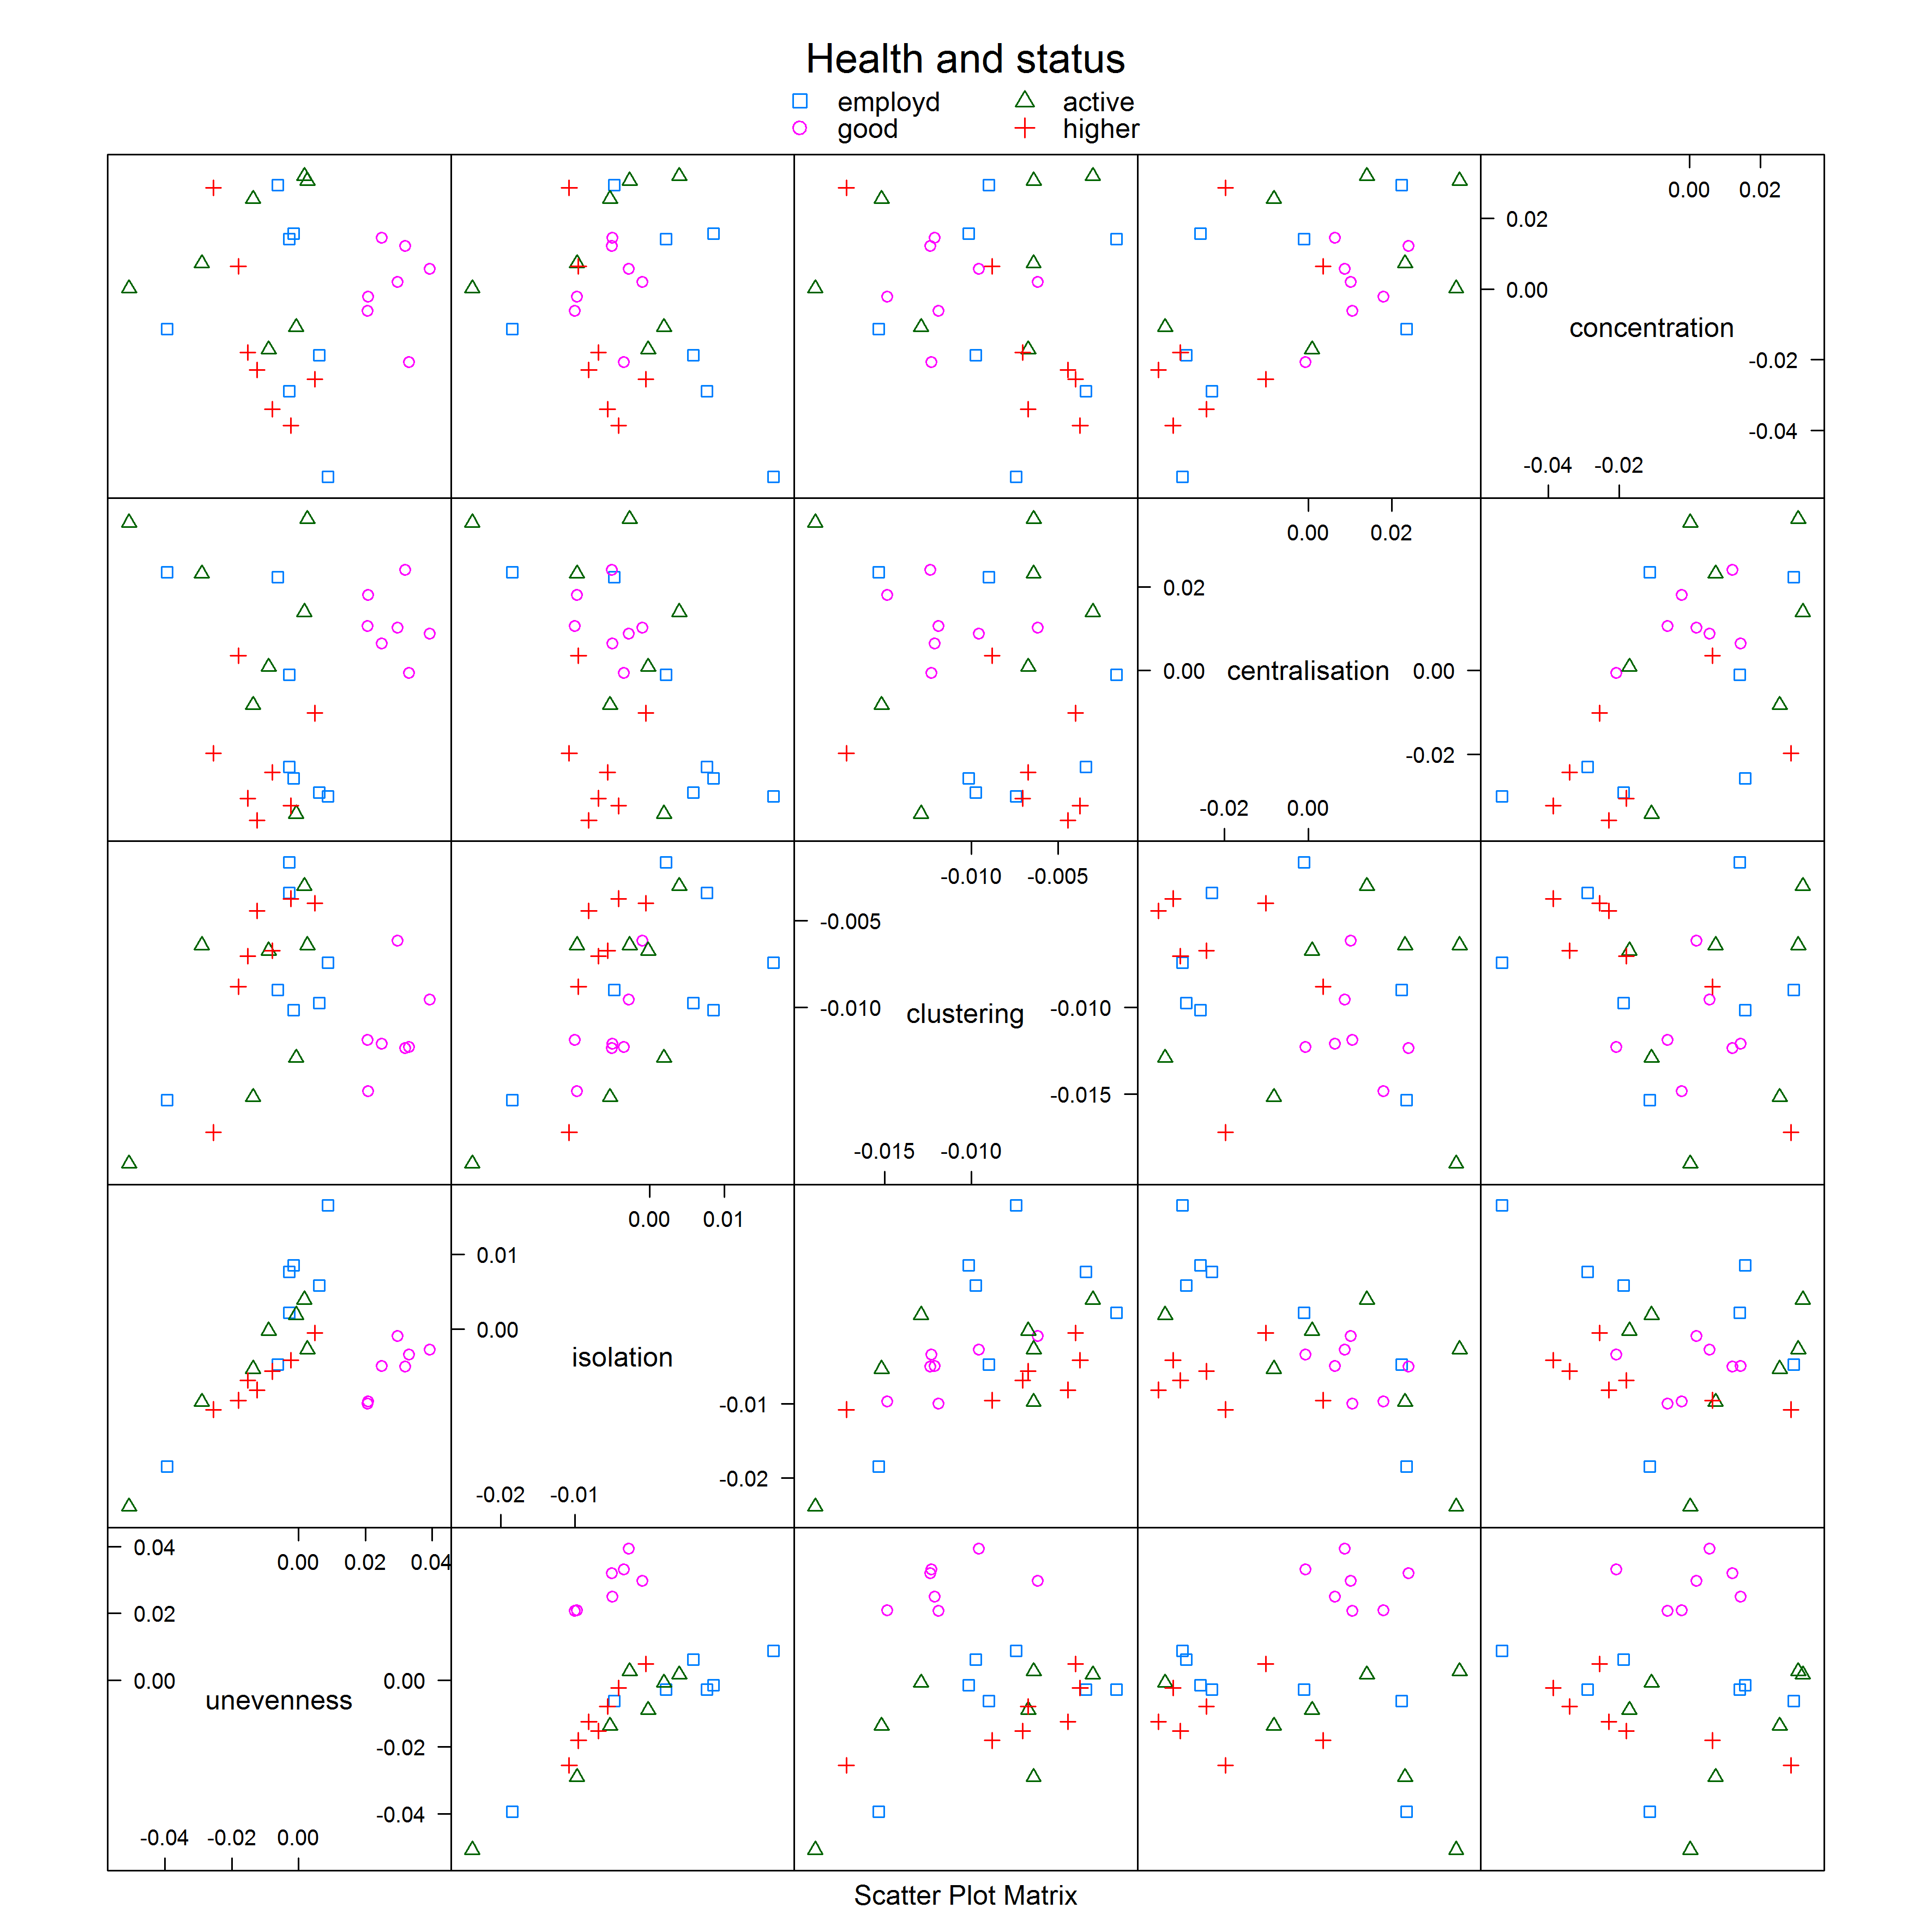 Health and status
employd active
good higher
0.00 0.02
0.02
0.00
concentration
-0.02
-0.04
-0.04 -0.02
0.00 0.02
0.02
0.00 centralisation 0.00
-0.02
-0.02 0.00
-0.010 -0.005
-0.005
-0.010 clustering -0.010
-0.015
-0.015 -0.010
0.00 0.01
0.01
0.00
isolation
-0.01
-0.02
-0.02 -0.01
0.04
0.00 0.02 0.04
0.02
0.00 0.00
unevenness
-0.02
-0.04
-0.04 -0.02 0.00
Scatter Plot Matrix